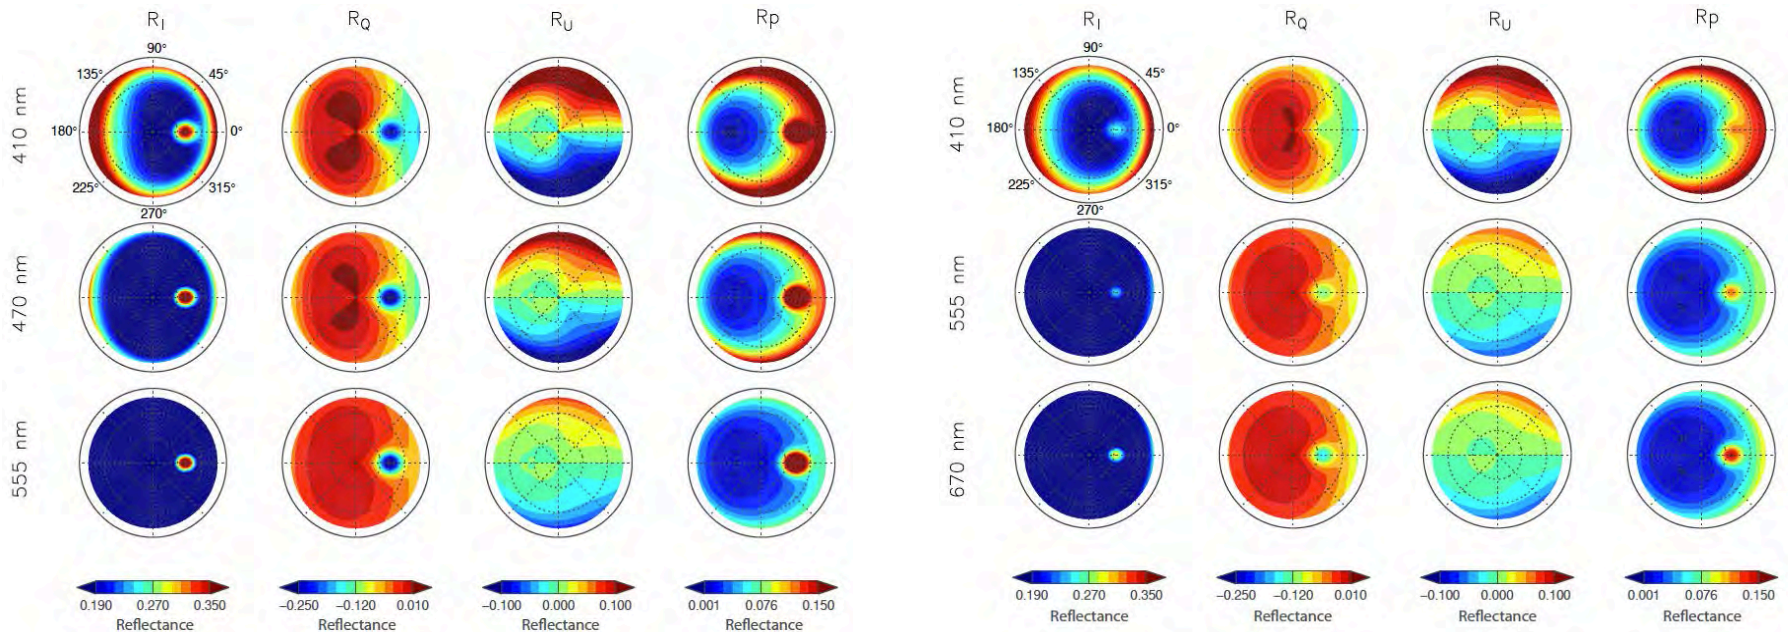 R_I R_Q R_U Rp R_I R_Q R_U Rp
90° 90°
135° 45° 135° 45°
410 nm 180° 0° 410 nm 180° 0°
225° 315° 225° 315°
270° 270°
470 nm 555 nm
555 nm 670 nm
0.190 0.270 0.350 −0.250 −0.120 0.010 −0.100 0.000 0.100 0.001 0.076 0.150 0.190 0.270 0.350 −0.250 −0.120 0.010 −0.100 0.000 0.100 0.001 0.076 0.150
Reflectance Reflectance Reflectance Reflectance Reflectance Reflectance Reflectance Reflectance